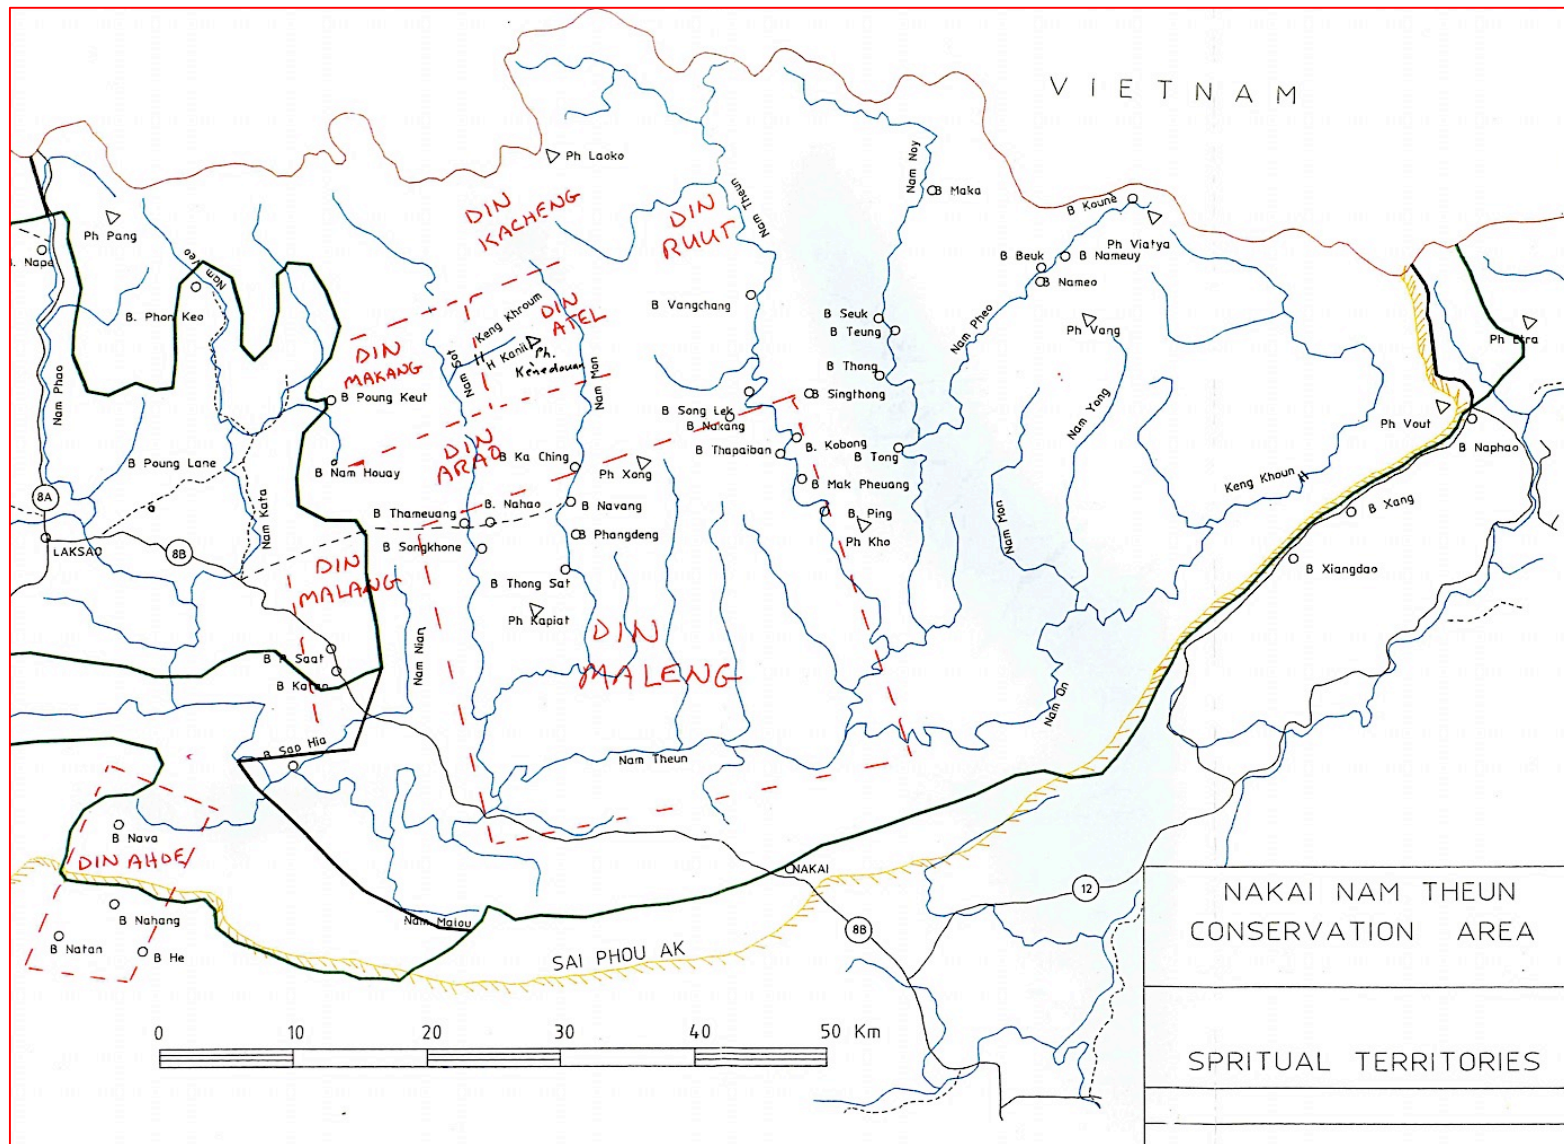 VIETNAM
Ph Laoko
Nam Noy
B Maka
DIN
KACHENG
DIN
RUUT
Nam Theun
B Koune
Ph Pang
Ph Viatya
Nape
Nam Veo
B Beuk
B Nameuy
B Nameo
B. Phon Keo
Keng Khroum
DIN
ATEL
B Vangchang
B Seuk
B Teung
Nam Pheo
Ph Vang
Ph Etra
DIN
MAKANG
Nam Sot
H Kanil
Ph.
Kenedouan
Nam Mon
B Thong
Nam Phao
B Poung Keut
B Singthong
Nam Yong
B Song Lek
B Nakang
Ph Vout
DIN
ARAO
B Poung Lane
B Nam Houay
B Ka Ching
Ph Xong
B Thapaiban
B. Kobong
B Tong
B Naphao
8A
B Mak Pheuang
Keng Khoun
B Thameuang
B. Nahao
B Navang
B Ping
B Xang
Nam Kata
Nam Mon
LAKSAO
8B
B Songkhone
B Phangdeng
Ph Kho
DIN
MALANG
B Thong Sat
B Xiangdao
Ph Kapiat
DIN
MALENG
B P. Saat
B Katan
Nam Nian
Nam On
B Sop Hia
Nam Theun
B Nava
DIN AHOE
NAKAI
12
NAKAI NAM THEUN
CONSERVATION AREA
B Nahang
Nam Malou
8B
B Natan
B He
SAI PHOU AK
0 10 20 30 40 50 Km
SPRITUAL TERRITORIES